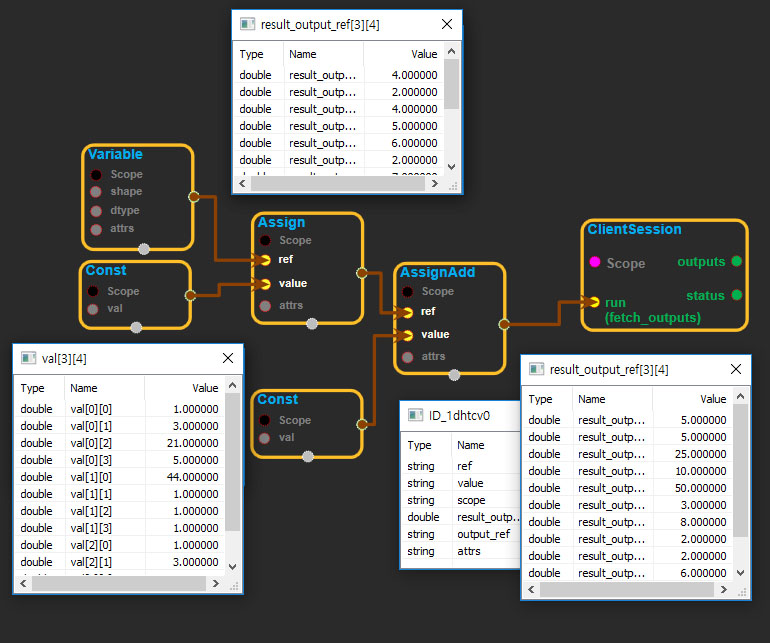 result_output_ref[3][4]
Type Name Value
double result_outp... 4.000000
double result_outp... 2.000000
double result_outp... 4.000000
double result_outp... 5.000000
double result_outp... 6.000000
double result_outp... 2.000000
Variable
Scope
shape
dtype
attrs
Const
Scope
val
Assign
Scope
ref
value
attrs
AssignAdd
Scope
ref
value
attrs
ClientSession
Scope
outputs
status
run
(fetch_outputs)
Const
Scope
val
val[3][4]
Type Name Value
double val[0][0] 1.000000
double val[0][1] 3.000000
double val[0][2] 21.000000
double val[0][3] 5.000000
double val[1][0] 44.000000
double val[1][1] 1.000000
double val[1][2] 1.000000
double val[1][3] 1.000000
double val[2][0] 1.000000
double val[2][1] 3.000000
ID_1dhtcv0
Type Name
string ref
string value
string scope
double result_outp...
string output_ref
string attrs
result_output_ref[3][4]
Type Name Value
double result_outp... 5.000000
double result_outp... 5.000000
double result_outp... 25.000000
double result_outp... 10.000000
double result_outp... 50.000000
double result_outp... 3.000000
double result_outp... 8.000000
double result_outp... 2.000000
double result_outp... 2.000000
double result_outp... 6.000000